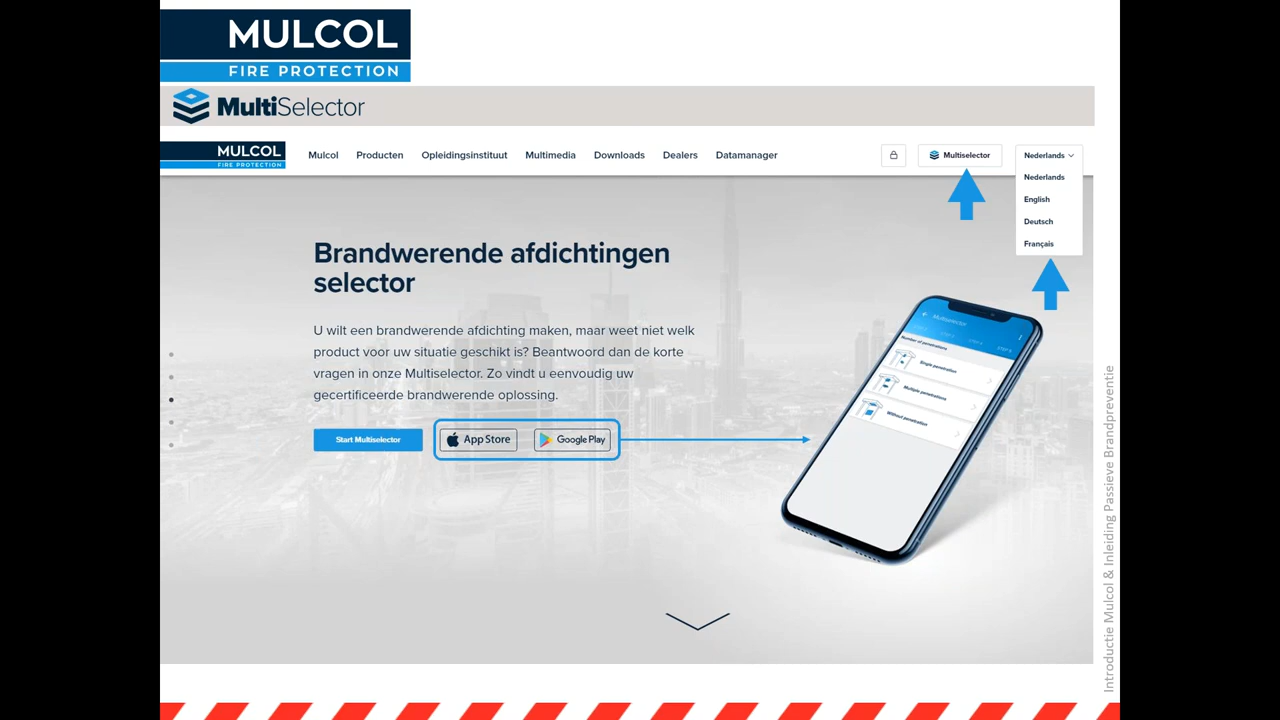 MULCOL
FIRE PROTECTION
MultiSelector
MULCOL
FIRE PROTECTION
Mulcol Producten Opleidingsinstituut Multimedia Downloads Dealers Datamanager
Multiselector
Nederlands
Nederlands
English
Deutsch
Français
Brandwerende afdichtingen
selector
U wilt een brandwerende afdichting maken, maar weet niet welk
product voor uw situatie geschikt is? Beantwoord dan de korte
vragen in onze Multiselector. Zo vindt u eenvoudig uw
gecertificeerde brandwerende oplossing.
Start Multiselector
App Store
Google Play
Multiselector
Number of penetrations
Single penetration
Multiple penetrations
Without penetration
Introductie Mulcol & Inleiding Passieve Brandpreventie